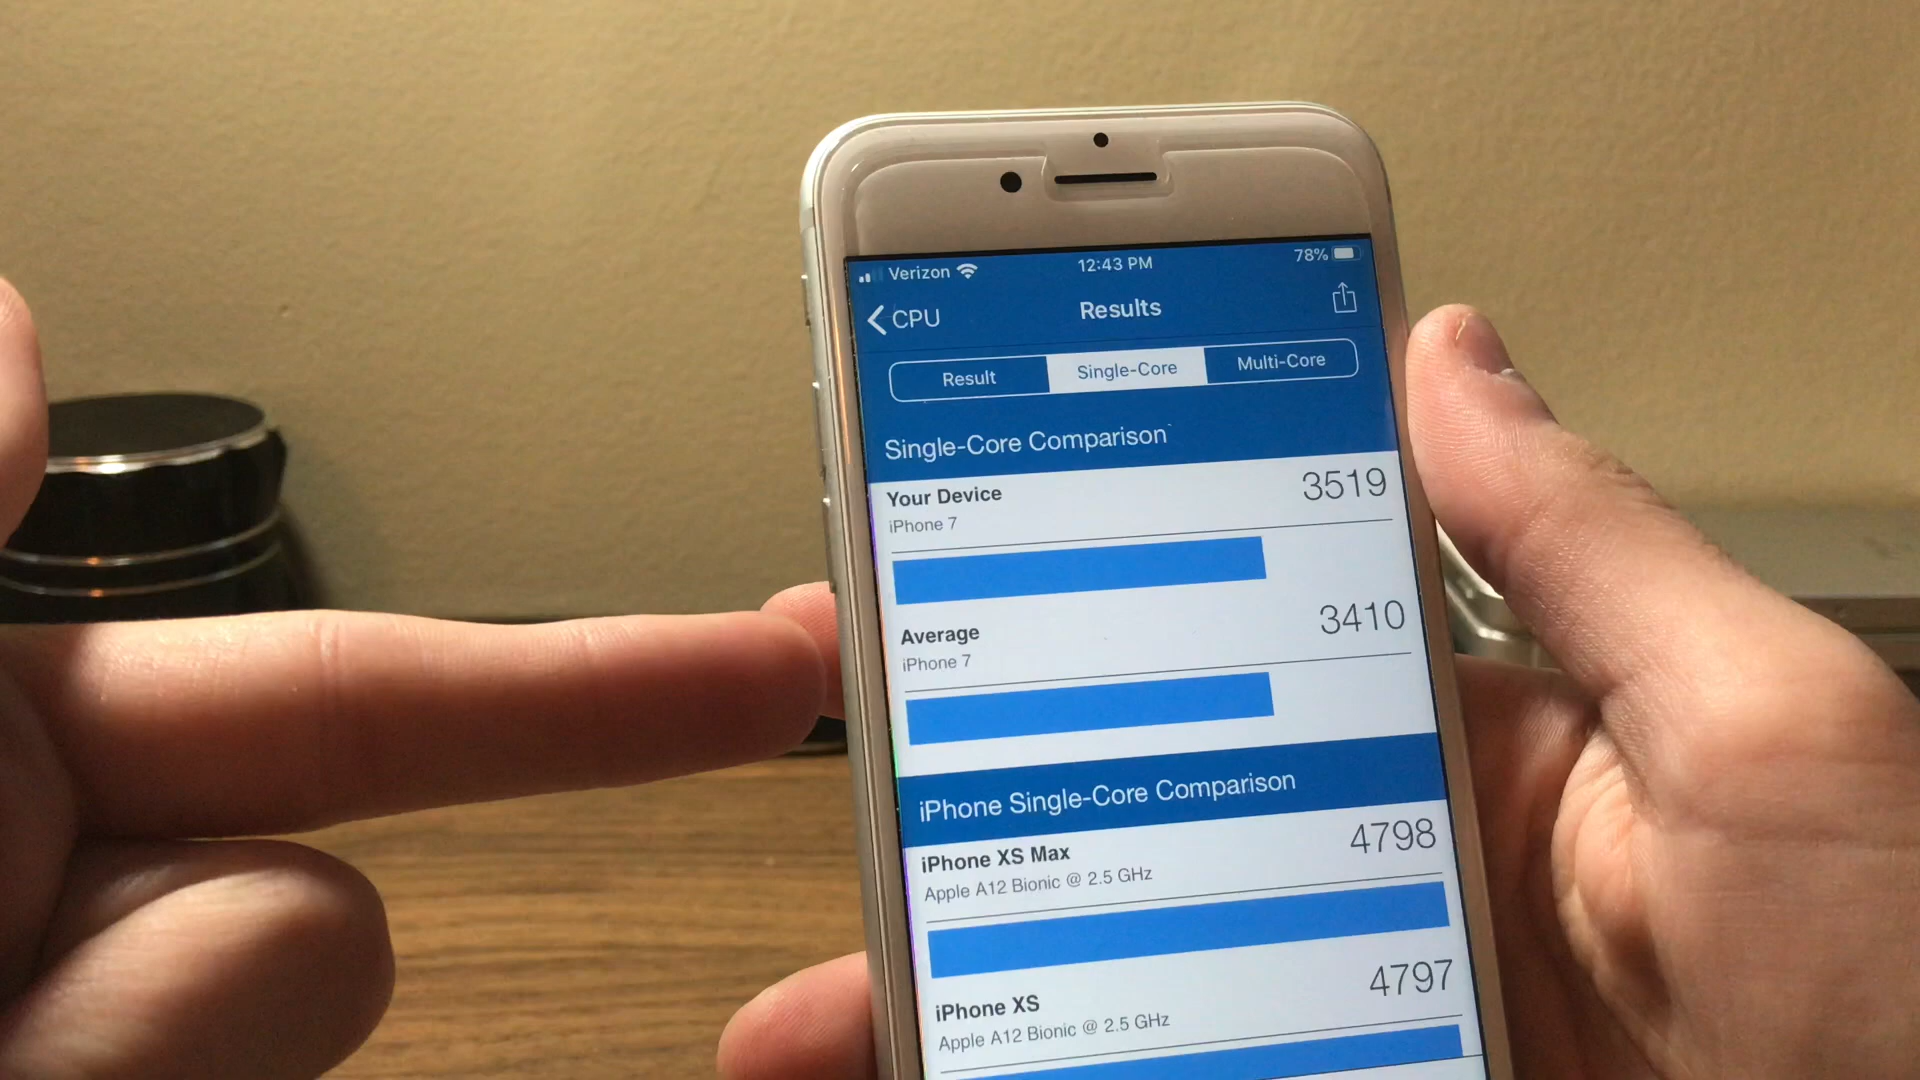 Verizon 12:43 PM 78%
CPU Results
Result Single-Core Multi-Core
Single-Core Comparison
Your Device 3519
iPhone 7
Average 3410
iPhone 7
iPhone Single-Core Comparison
iPhone XS Max 4798
Apple A12 Bionic @ 2.5 GHz
iPhone XS 4797
Apple A12 Bionic @ 2.5 GHz